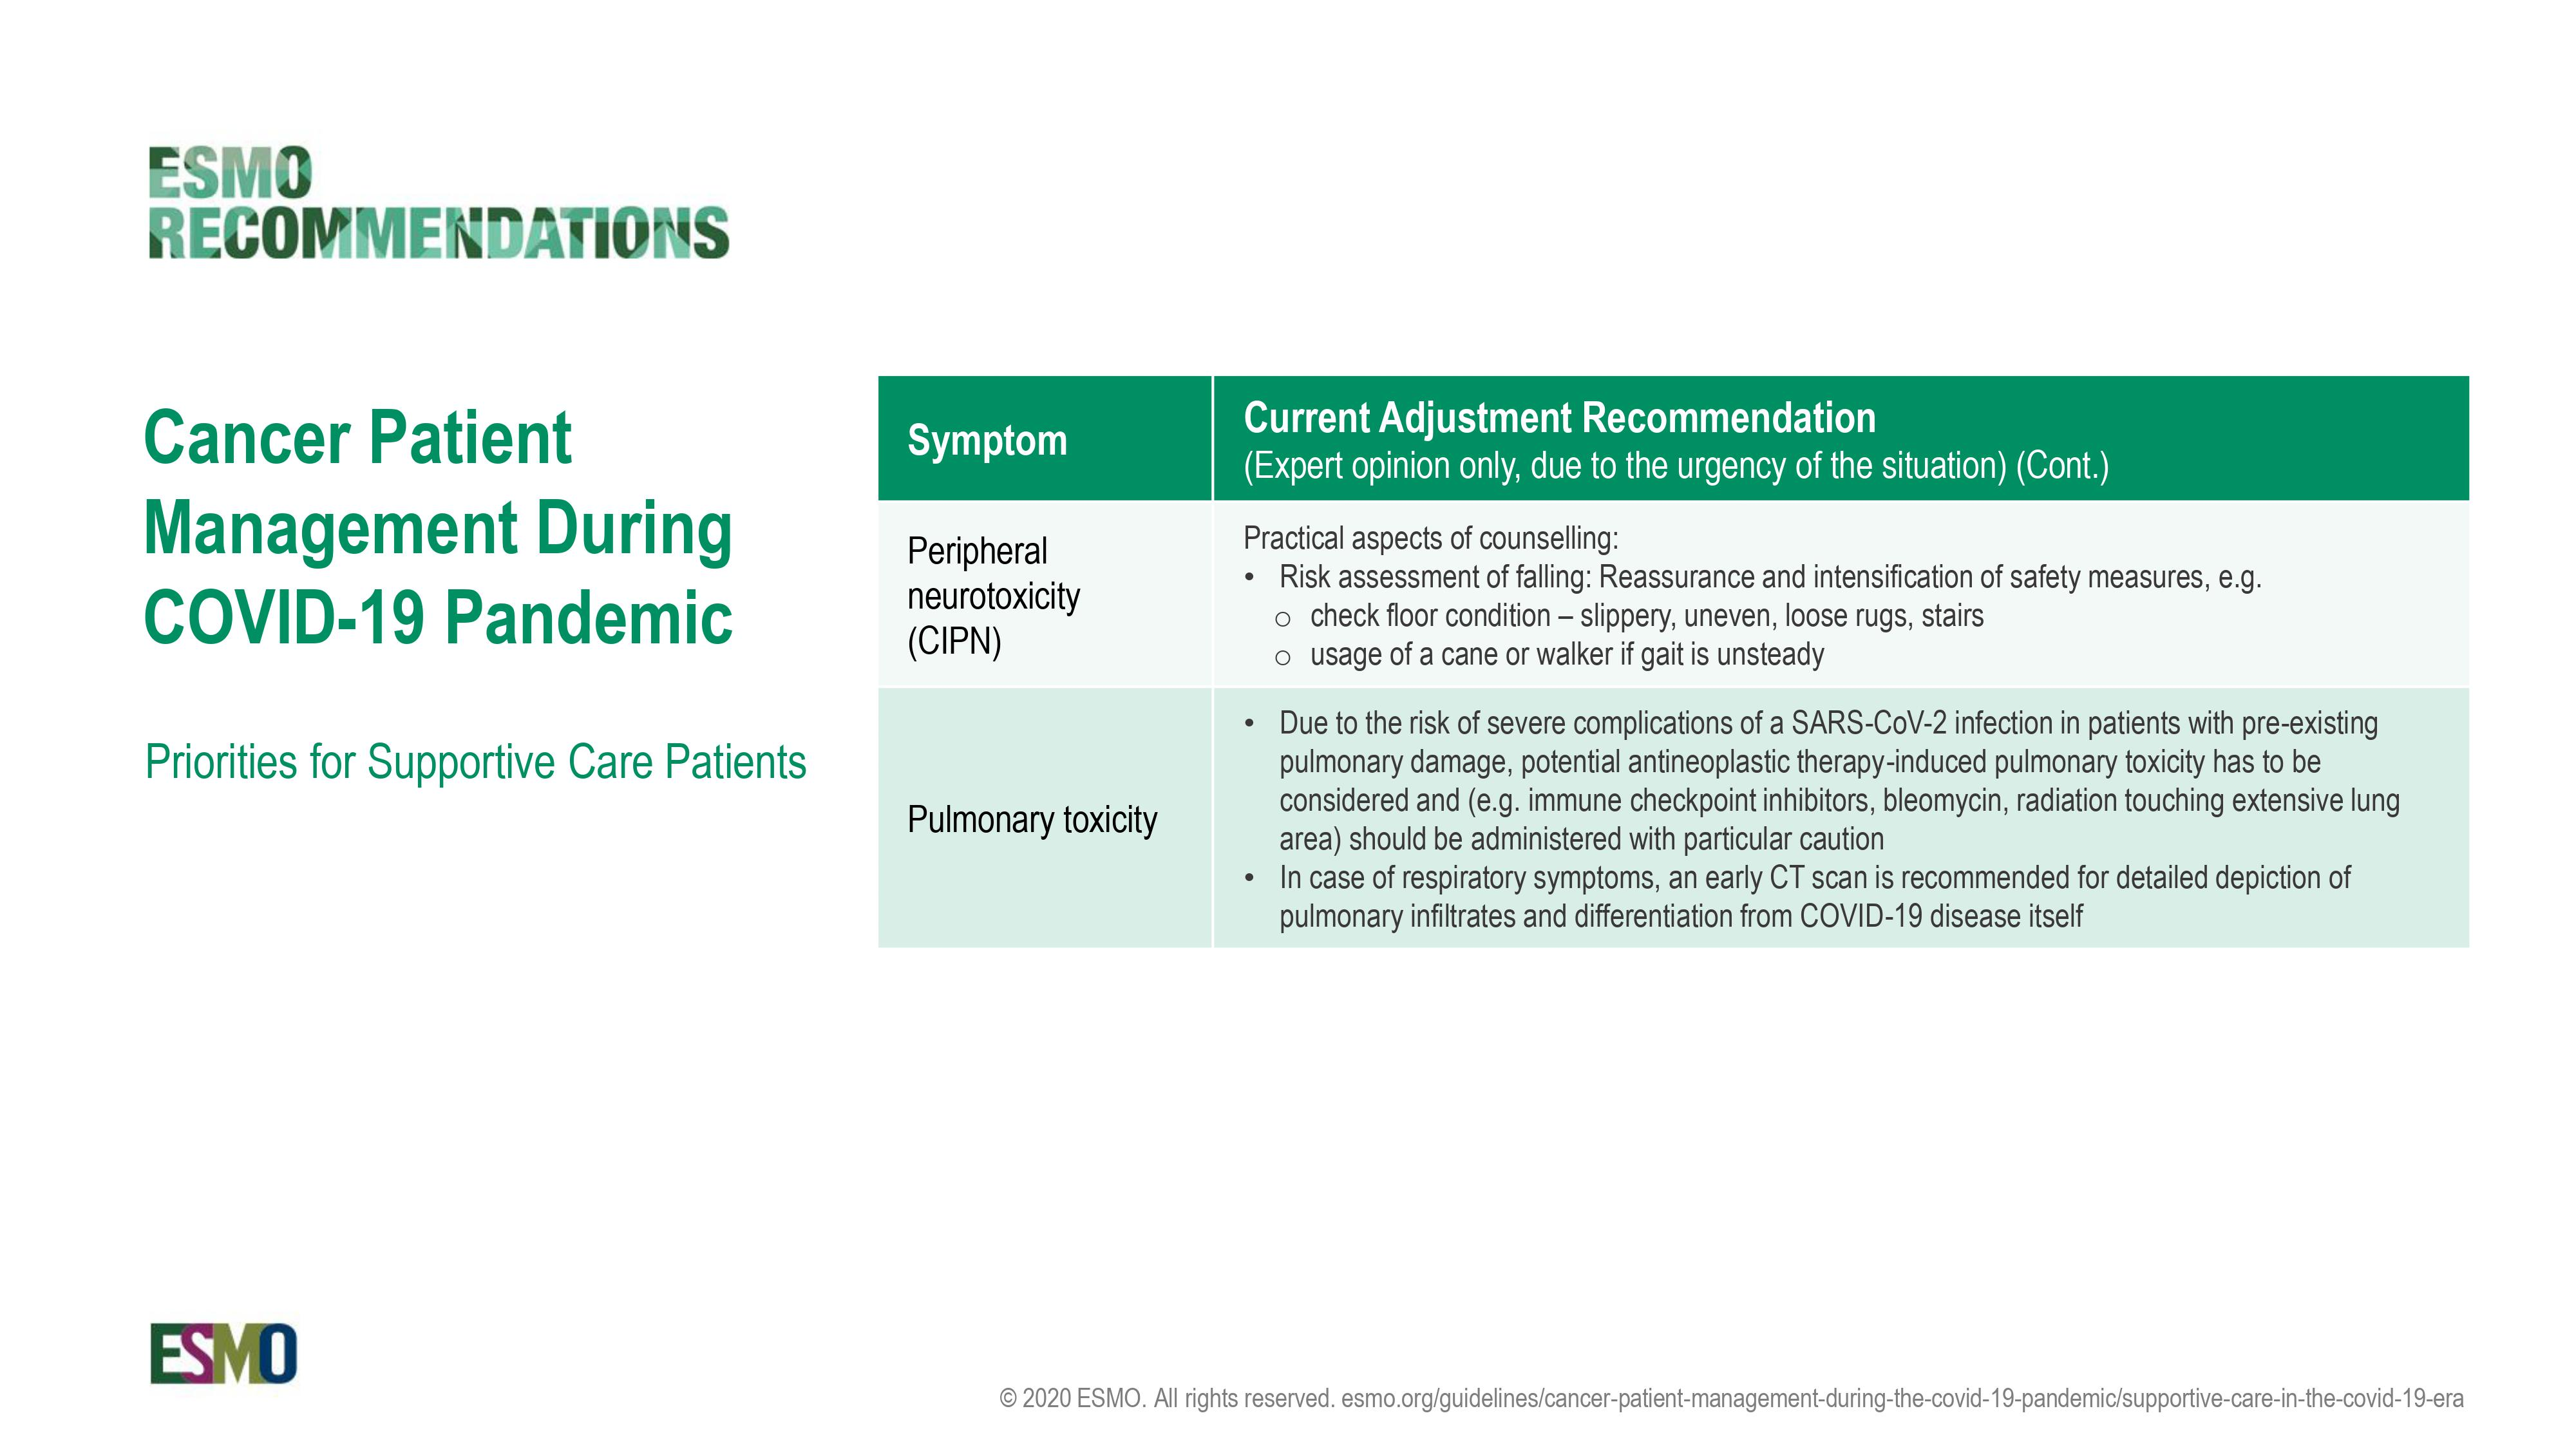 ESMO
RECOMMENDATIONS
Cancer Patient
Management During
COVID-19 Pandemic
Priorities for Supportive Care Patients
Symptom
Current Adjustment Recommendation
(Expert opinion only, due to the urgency of the situation) (Cont.)
Peripheral
neurotoxicity
(CIPN)
Practical aspects of counselling:
• Risk assessment of falling: Reassurance and intensification of safety measures, e.g.
o check floor condition – slippery, uneven, loose rugs, stairs
o usage of a cane or walker if gait is unsteady
Pulmonary toxicity
• Due to the risk of severe complications of a SARS-CoV-2 infection in patients with pre-existing
pulmonary damage, potential antineoplastic therapy-induced pulmonary toxicity has to be
considered and (e.g. immune checkpoint inhibitors, bleomycin, radiation touching extensive lung
area) should be administered with particular caution
• In case of respiratory symptoms, an early CT scan is recommended for detailed depiction of
pulmonary infiltrates and differentiation from COVID-19 disease itself
ESMO
© 2020 ESMO. All rights reserved. esmo.org/guidelines/cancer-patient-management-during-the-covid-19-pandemic/supportive-care-in-the-covid-19-era